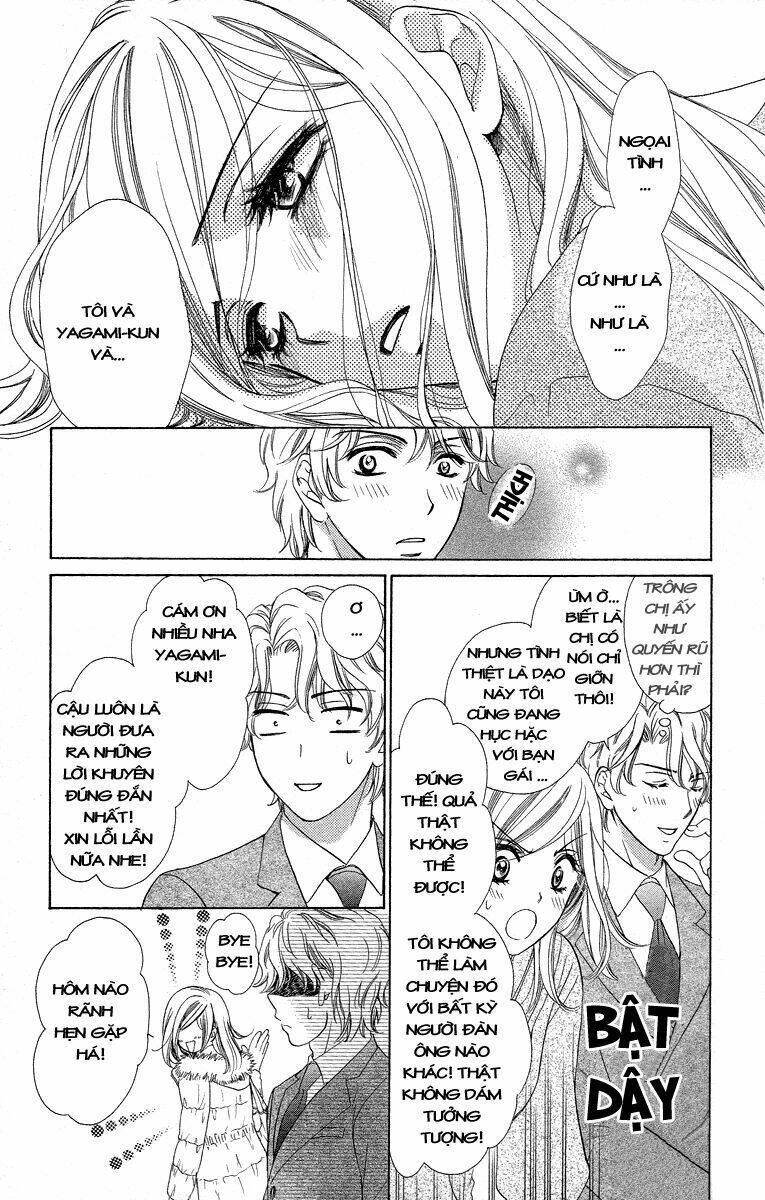 NGOẠI
TÌNH
...
CỨ NHƯ LÀ
...
NHƯ LÀ
...
TÔI VÀ
YAGAMI-KUN
VÀ...
THỊCH
TRÔNG
CHỊ ẤY
NHƯ
QUYẾN RŨ
HƠN THÌ
PHẢI?
ỪM Ờ...
BIẾT LÀ
CHỊ CÓ
NÓI CHỈ
GIỠN
THÔI!
NHƯNG TÌNH
THIỆT LÀ DẠO
NÀY TÔI
CŨNG ĐANG
HỤC HẶC
VỚI BẠN
GÁI ...
ĐÚNG
THẾ! QUẢ
THẬT
KHÔNG
THỂ
ĐƯỢC!
TÔI KHÔNG
THỂ LÀM
CHUYỆN ĐÓ
VỚI BẤT KỲ
NGƯỜI ĐÀN
ÔNG NÀO
KHÁC! THẬT
KHÔNG DÁM
TƯỞNG
TƯỢNG!
BẬT
DẬY
Ơ
...
CÁM ƠN
NHIỀU NHA
YAGAMI-
KUN!
CẬU LUÔN LÀ
NGƯỜI ĐƯA
RA NHỮNG
LỜI KHUYÊN
ĐÚNG ĐẮN
NHẤT!
XIN LỖI LẦN
NỮA NHE!
BYE
BYE!
HÔM NÀO
RÃNH
HẸN GẶP
HÁ!